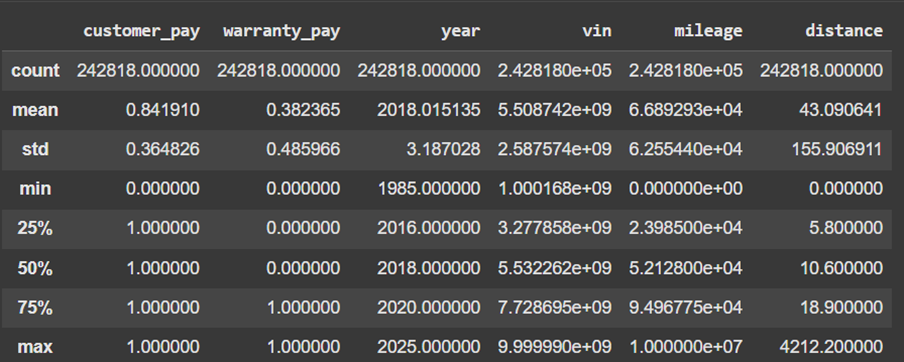 customer_pay warranty_pay year vin mileage distance
count 242818.000000 242818.000000 242818.000000 2.428180e+05 2.428180e+05 242818.000000
mean 0.841910 0.382365 2018.015135 5.508742e+09 6.689293e+04 43.090641
std 0.364826 0.485966 3.187028 2.587574e+09 6.255440e+04 155.906911
min 0.000000 0.000000 1985.000000 1.000168e+09 0.000000e+00 0.000000
25% 1.000000 0.000000 2016.000000 3.277858e+09 2.398500e+04 5.800000
50% 1.000000 0.000000 2018.000000 5.532262e+09 5.212800e+04 10.600000
75% 1.000000 1.000000 2020.000000 7.728695e+09 9.496775e+04 18.900000
max 1.000000 1.000000 2025.000000 9.999990e+09 1.000000e+07 4212.200000